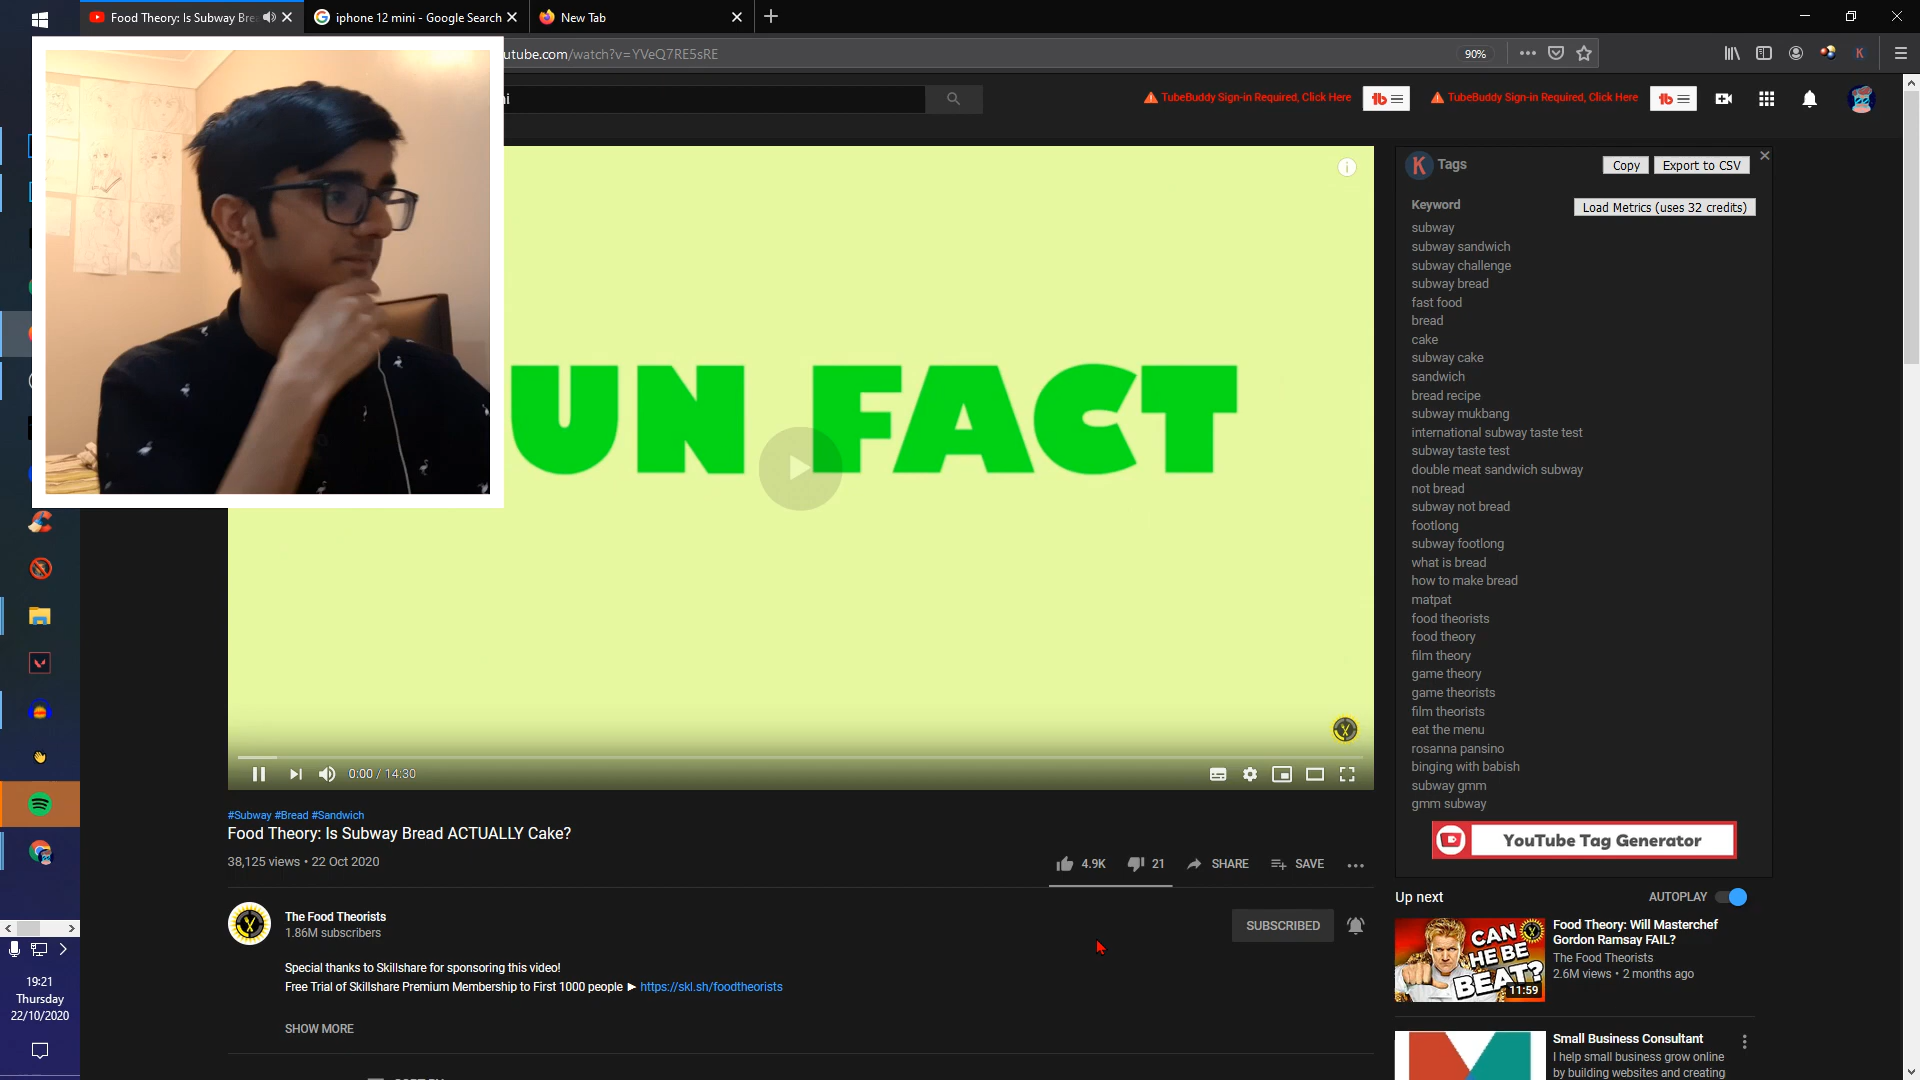 Food Theory: Is Subway Bre
iphone 12 mini - Google Search
New Tab
utube.com/watch?v=YVeQ7RE5sRE
90%
TubeBuddy Sign-in Required, Click Here
TubeBuddy Sign-in Required, Click Here
UN FACT
0:00 / 14:30
#Subway #Bread #Sandwich
Food Theory: Is Subway Bread ACTUALLY Cake?
38,125 views • 22 Oct 2020
4.9K
21
SHARE
SAVE
The Food Theorists
1.86M subscribers
SUBSCRIBED
Special thanks to Skillshare for sponsoring this video!
Free Trial of Skillshare Premium Membership to First 1000 people ► https://skl.sh/foodtheorists
SHOW MORE
K Tags
Copy
Export to CSV
Keyword
Load Metrics (uses 32 credits)
subway
subway sandwich
subway challenge
subway bread
fast food
bread
cake
subway cake
sandwich
bread recipe
subway mukbang
international subway taste test
subway taste test
double meat sandwich subway
not bread
subway not bread
footlong
subway footlong
what is bread
how to make bread
matpat
food theorists
food theory
film theory
game theory
game theorists
film theorists
eat the menu
rosanna pansino
binging with babish
subway gmm
gmm subway
YouTube Tag Generator
Up next
AUTOPLAY
CAN
HE BE
BEAT?
11:59
Food Theory: Will Masterchef
Gordon Ramsay FAIL?
The Food Theorists
2.6M views • 2 months ago
Small Business Consultant
I help small business grow online
by building websites and creating
19:21
Thursday
22/10/2020